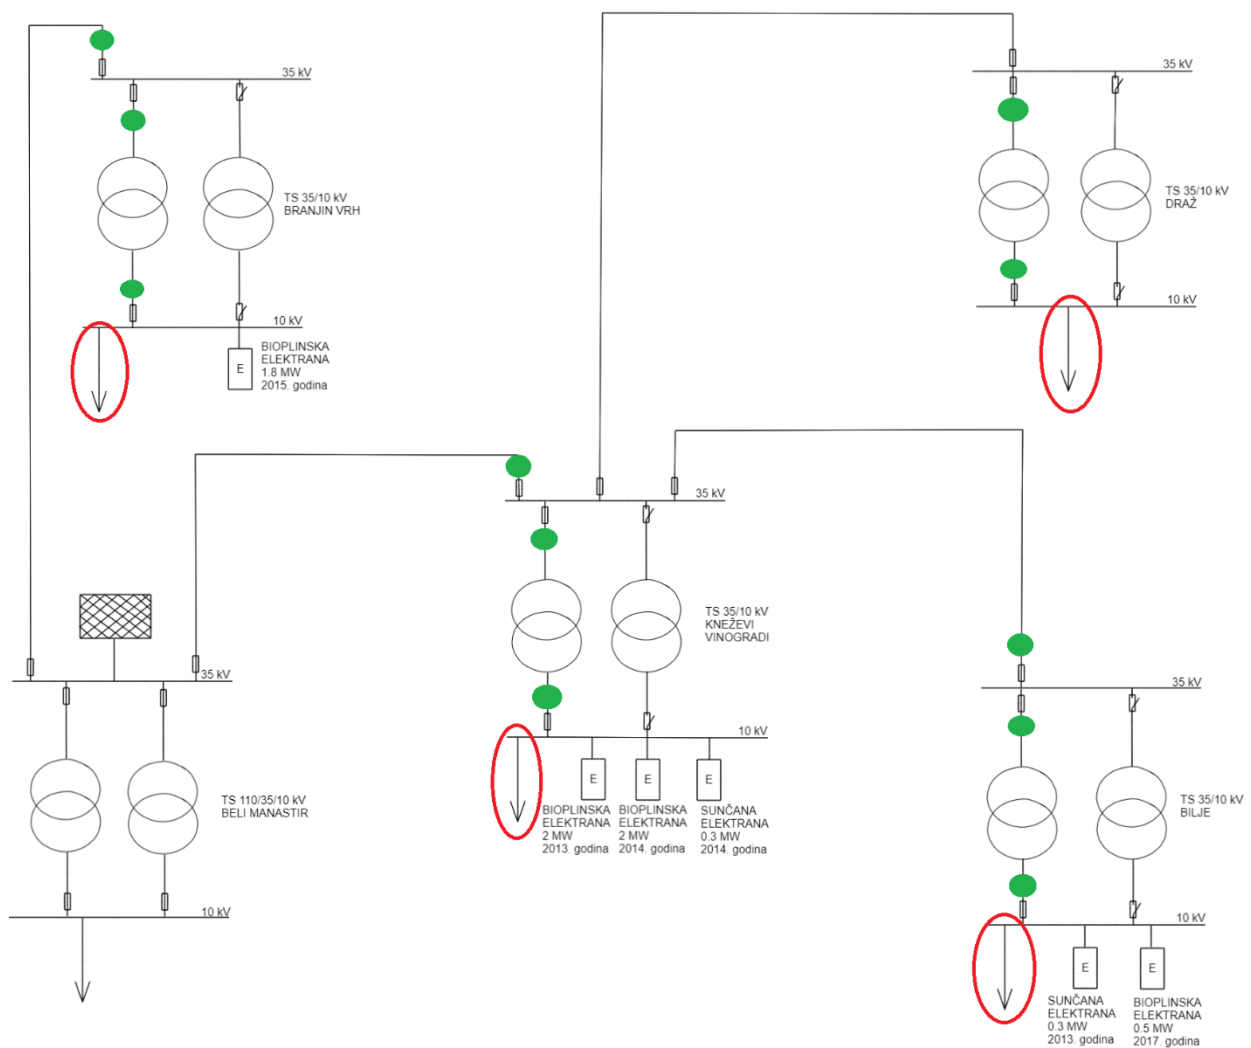 35 kV
TS 35/10 kV
BRANJIN VRH
10 kV
E
BIOPLINSKA
ELEKTRANA
1.8 MW
2015. godina
35 kV
TS 35/10 kV
DRAŽ
10 kV
35 kV
TS 35/10 kV
KNEŽEVI
VINOGRADI
10 kV
E
E
E
BIOPLINSKA
ELEKTRANA
2 MW
2013. godina
BIOPLINSKA
ELEKTRANA
2 MW
2014. godina
SUNČANA
ELEKTRANA
0.3 MW
2014. godina
35 kV
TS 110/35/10 kV
BELI MANASTIR
10 kV
35 kV
TS 35/10 kV
BILJE
10 kV
E
E
SUNČANA
ELEKTRANA
0.3 MW
2013. godina
BIOPLINSKA
ELEKTRANA
0.5 MW
2017. godina